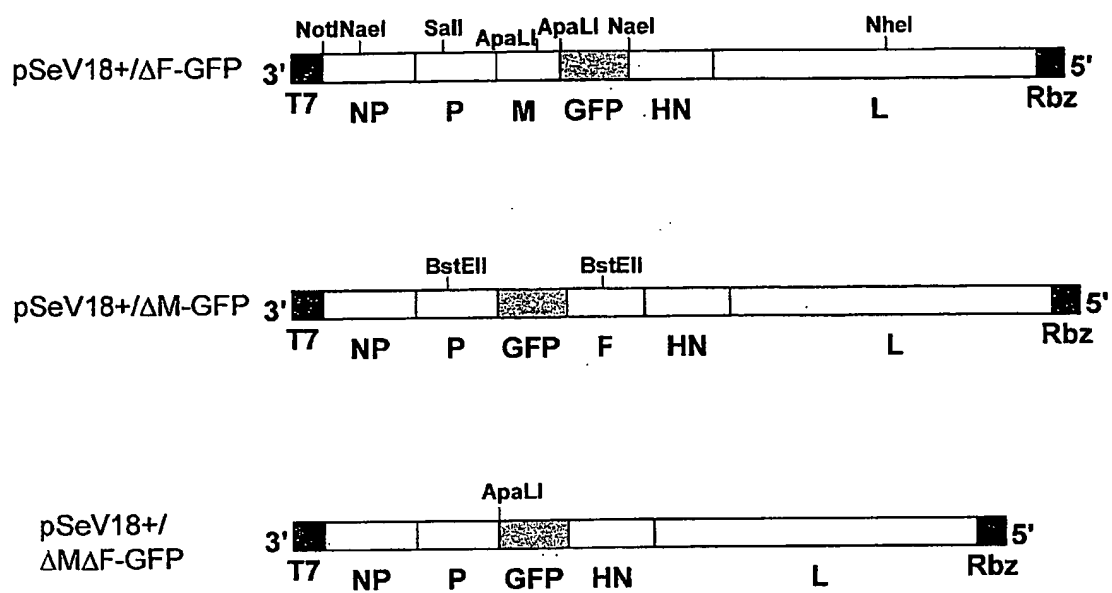 NotI NaeI SalI ApaLI ApaLI NaeI NheI
pSeV18+/ΔF-GFP 3' 5'
T7 NP P M GFP HN L Rbz
BstEII BstEII
pSeV18+/ΔM-GFP 3' 5'
T7 NP P GFP F HN L Rbz
ApaLI
pSeV18+/
ΔMΔF-GFP 3' 5'
T7 NP P GFP HN L Rbz